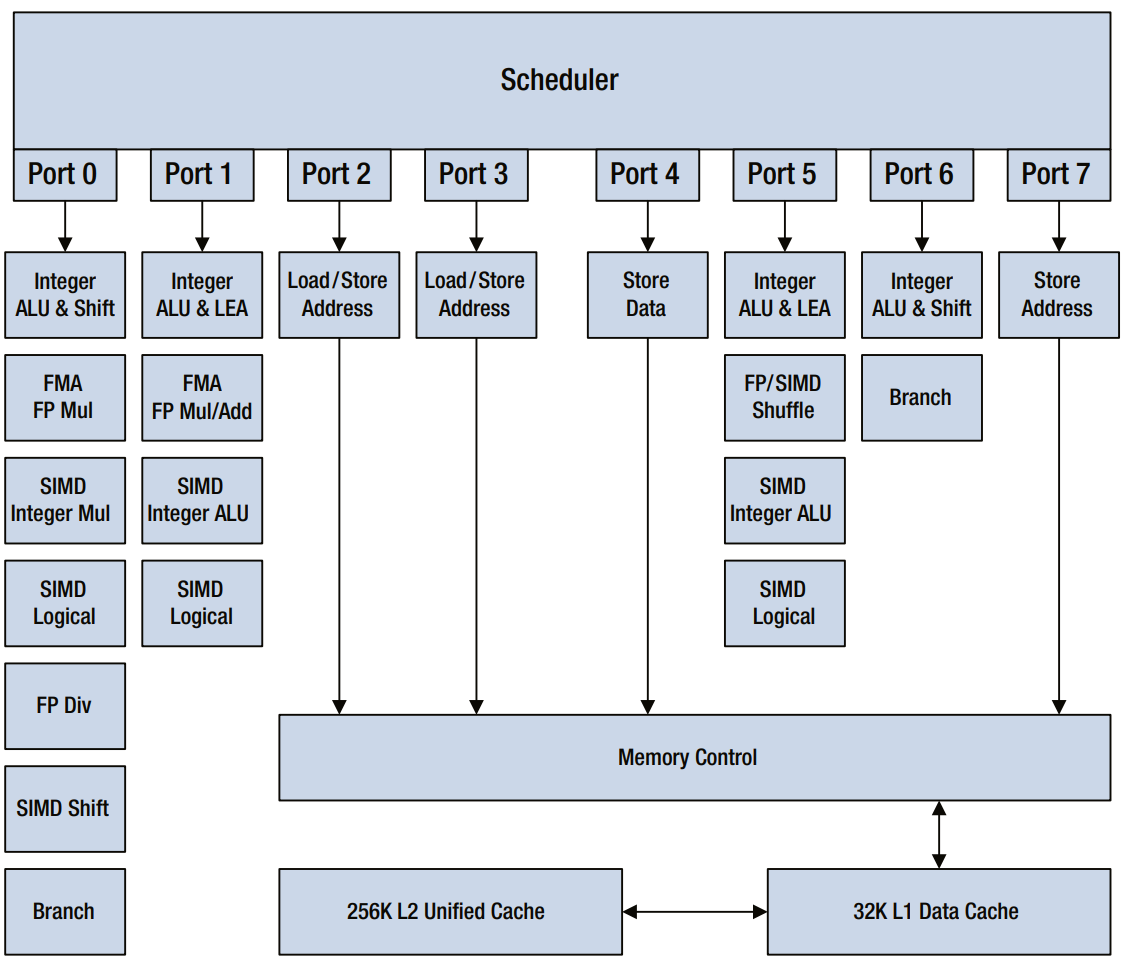 Scheduler
Port 0
Port 1
Port 2
Port 3
Port 4
Port 5
Port 6
Port 7
Integer
ALU & Shift
Integer
ALU & LEA
Load/Store
Address
Load/Store
Address
Store
Data
Integer
ALU & LEA
Integer
ALU & Shift
Store
Address
FMA
FP Mul
FMA
FP Mul/Add
FP/SIMD
Shuffle
Branch
SIMD
Integer Mul
SIMD
Integer ALU
SIMD
Integer ALU
SIMD
Logical
SIMD
Logical
SIMD
Logical
FP Div
Memory Control
SIMD Shift
Branch
256K L2 Unified Cache
32K L1 Data Cache